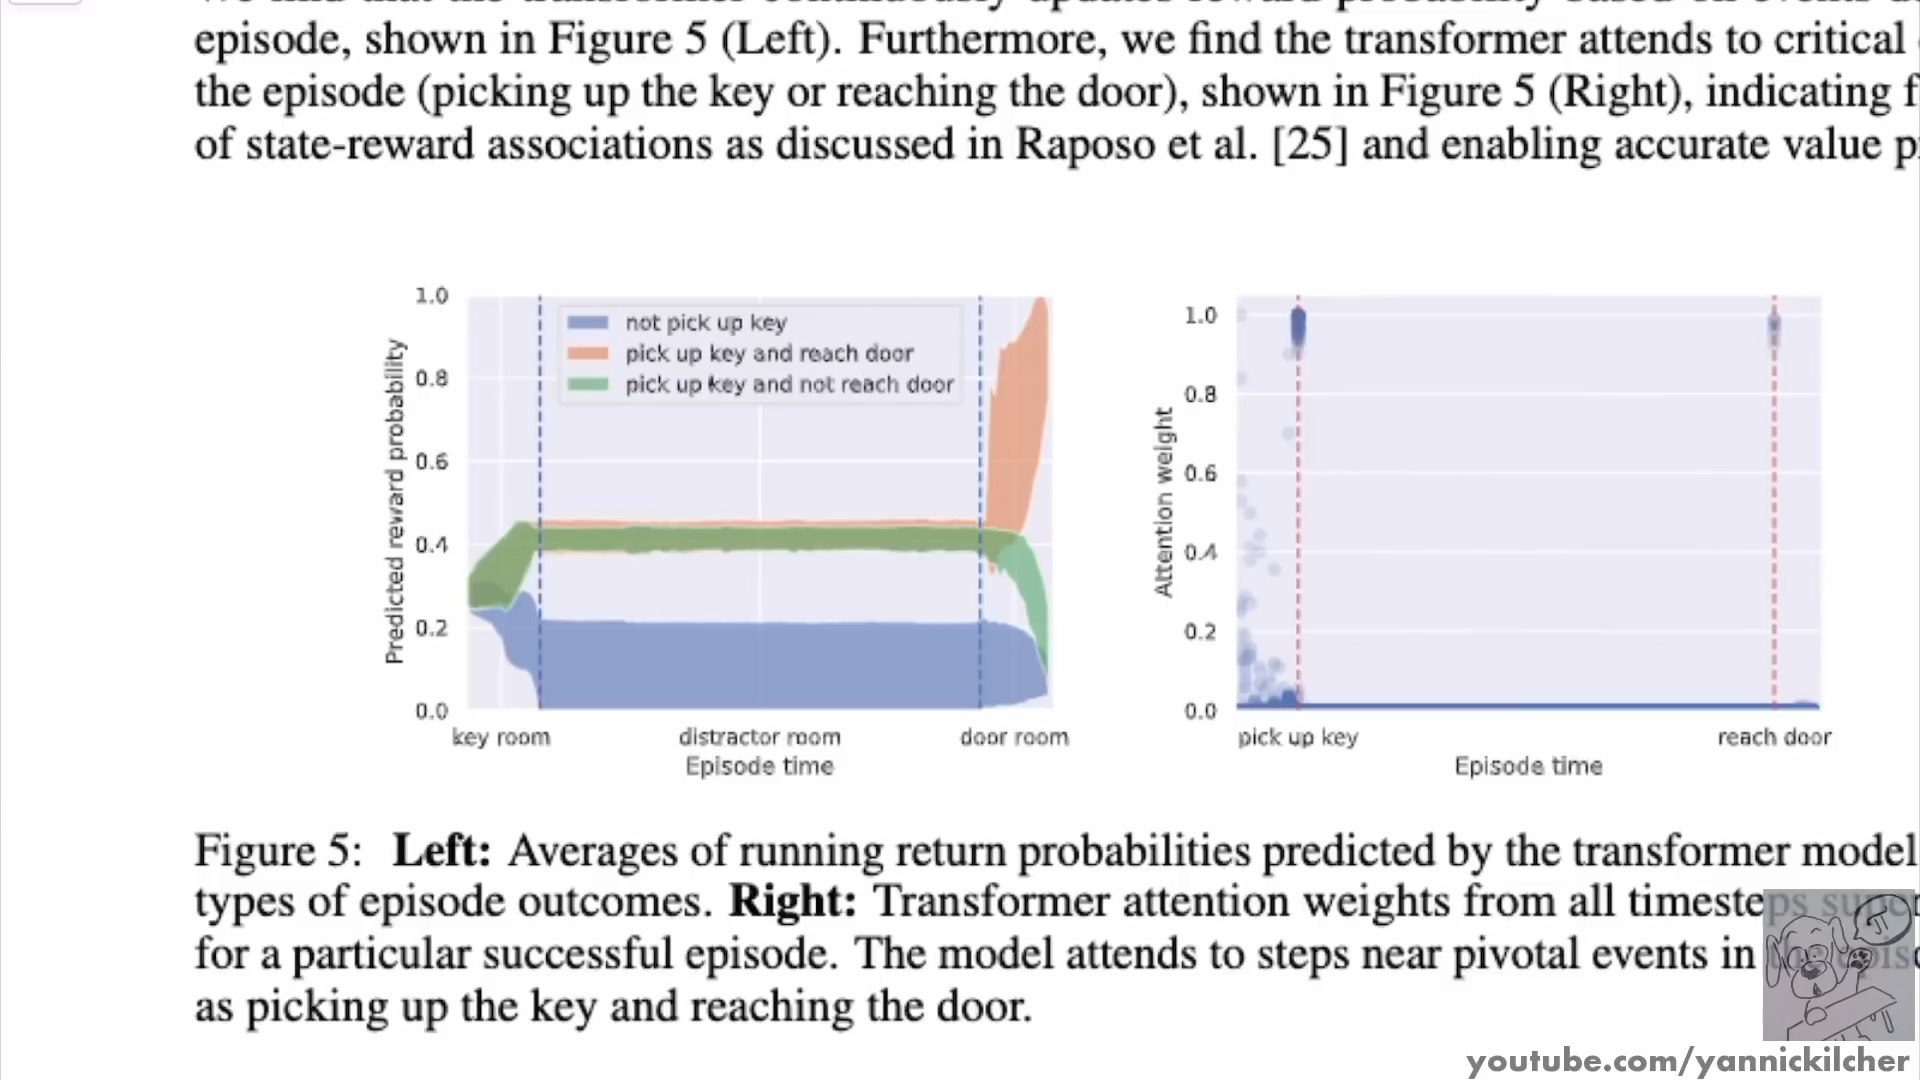 episode, shown in Figure 5 (Left). Furthermore, we find the transformer attends to critical
the episode (picking up the key or reaching the door), shown in Figure 5 (Right), indicating f
of state-reward associations as discussed in Raposo et al. [25] and enabling accurate value p
1.0
0.8
0.6
0.4
0.2
0.0
Predicted reward probability
not pick up key
pick up key and reach door
pick up key and not reach door
key room
distractor room
door room
Episode time
1.0
0.8
0.6
0.4
0.2
0.0
Attention weight
pick up key
reach door
Episode time
Figure 5: Left: Averages of running return probabilities predicted by the transformer model
types of episode outcomes. Right: Transformer attention weights from all timesteps
for a particular successful episode. The model attends to steps near pivotal events in
as picking up the key and reaching the door.
π
youtube.com/yannickilcher